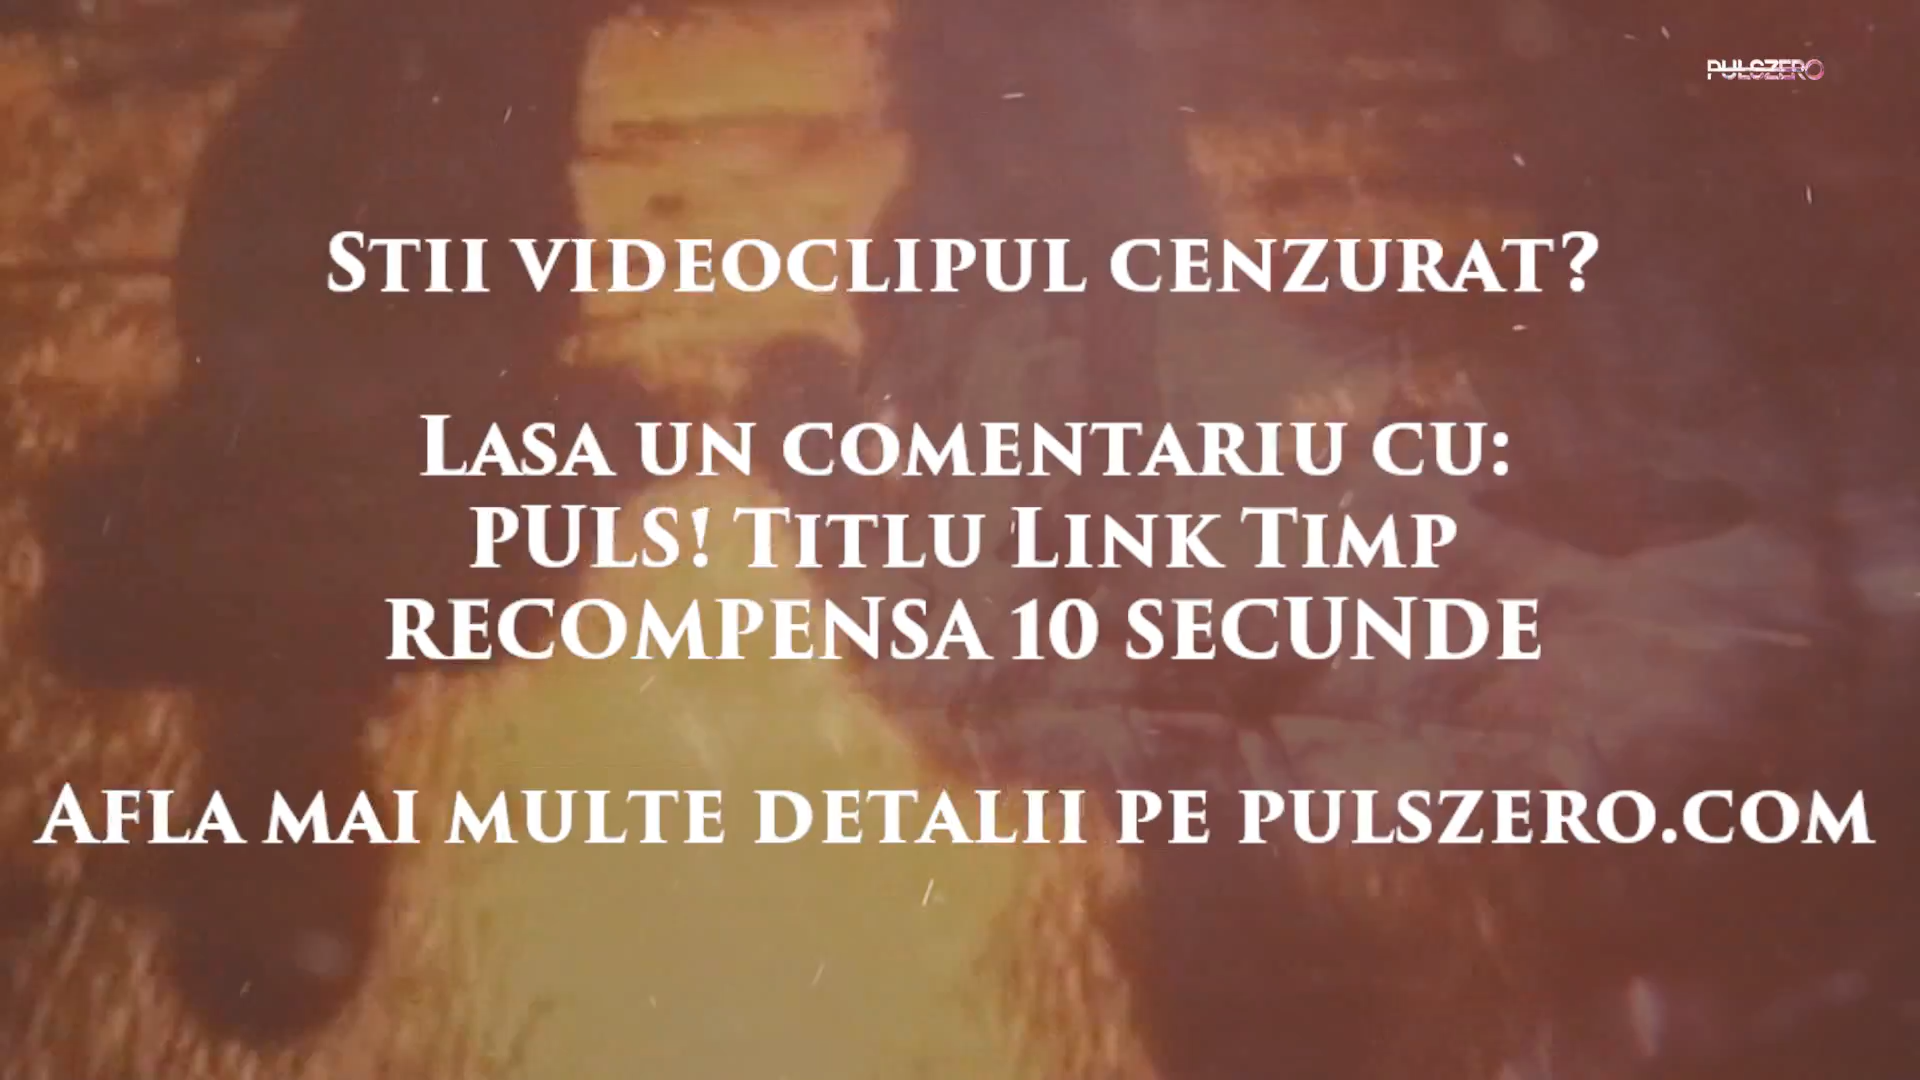 PULSZERO
Stii videoclipul cenzurat?
Lasa un comentariu cu:
PULS! Titlu Link Timp
RECOMPENSA 10 SECUNDE
Afla mai multe detalii pe pulszero.com